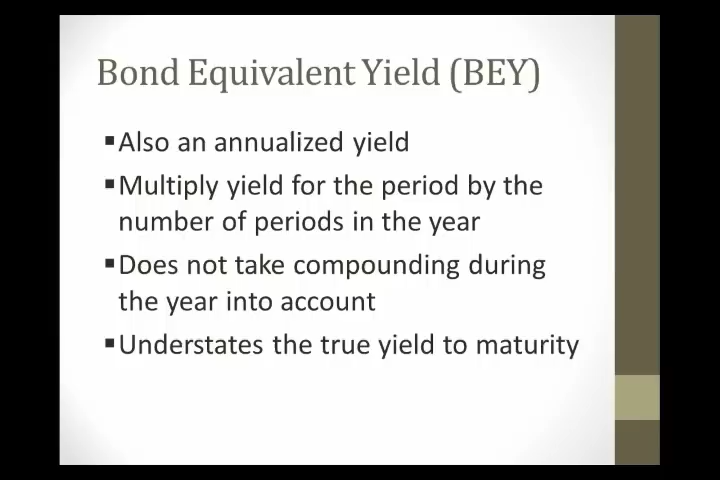 Bond Equivalent Yield (BEY)
▪Also an annualized yield
▪Multiply yield for the period by the
number of periods in the year
▪Does not take compounding during
the year into account
▪Understates the true yield to maturity